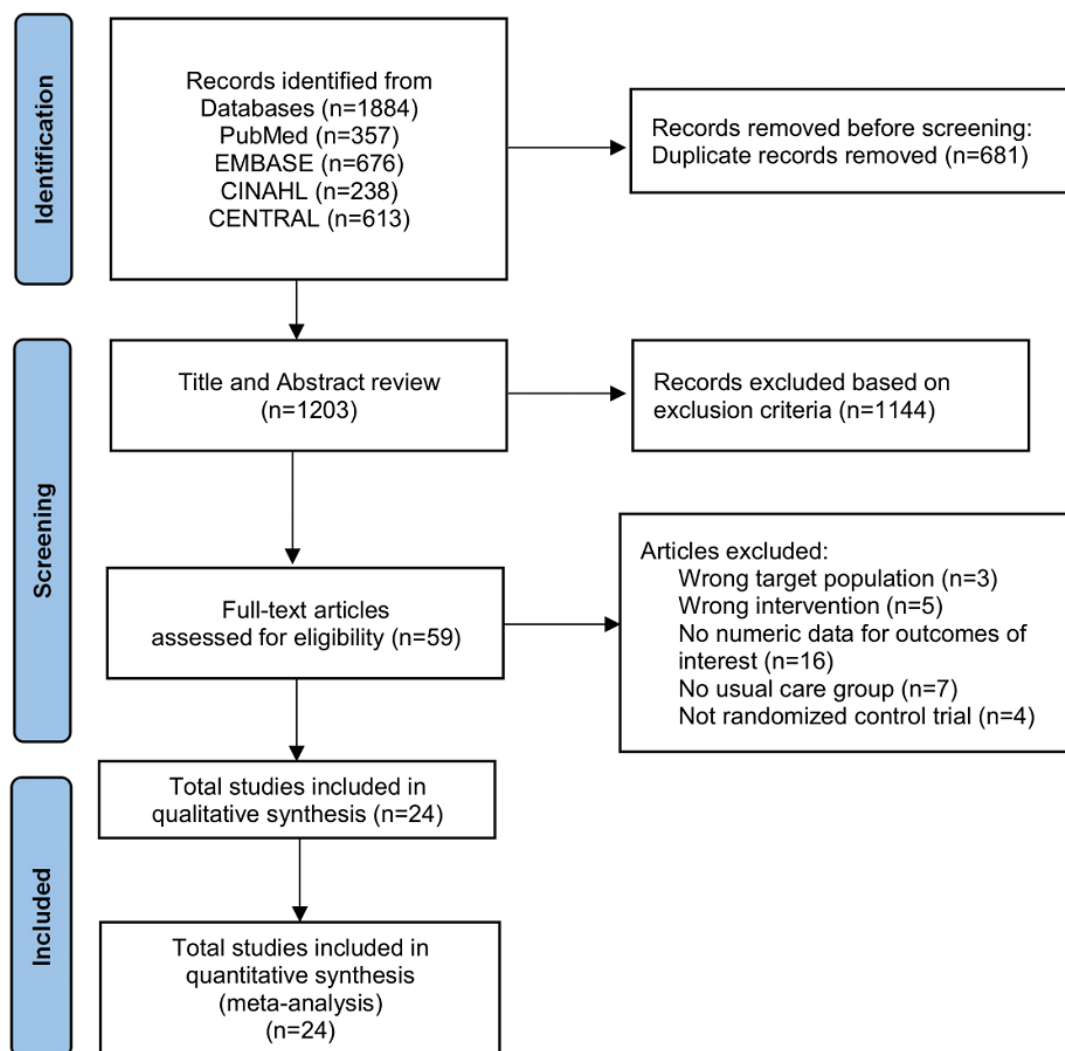 Identification
Records identified from
Databases (n=1884)
PubMed (n=357)
EMBASE (n=676)
CINAHL (n=238)
CENTRAL (n=613)
Records removed before screening:
Duplicate records removed (n=681)
Screening
Title and Abstract review
(n=1203)
Records excluded based on
exclusion criteria (n=1144)
Full-text articles
assessed for eligibility (n=59)
Articles excluded:
Wrong target population (n=3)
Wrong intervention (n=5)
No numeric data for outcomes of
interest (n=16)
No usual care group (n=7)
Not randomized control trial (n=4)
Included
Total studies included in
qualitative synthesis (n=24)
Total studies included in
quantitative synthesis
(meta-analysis)
(n=24)